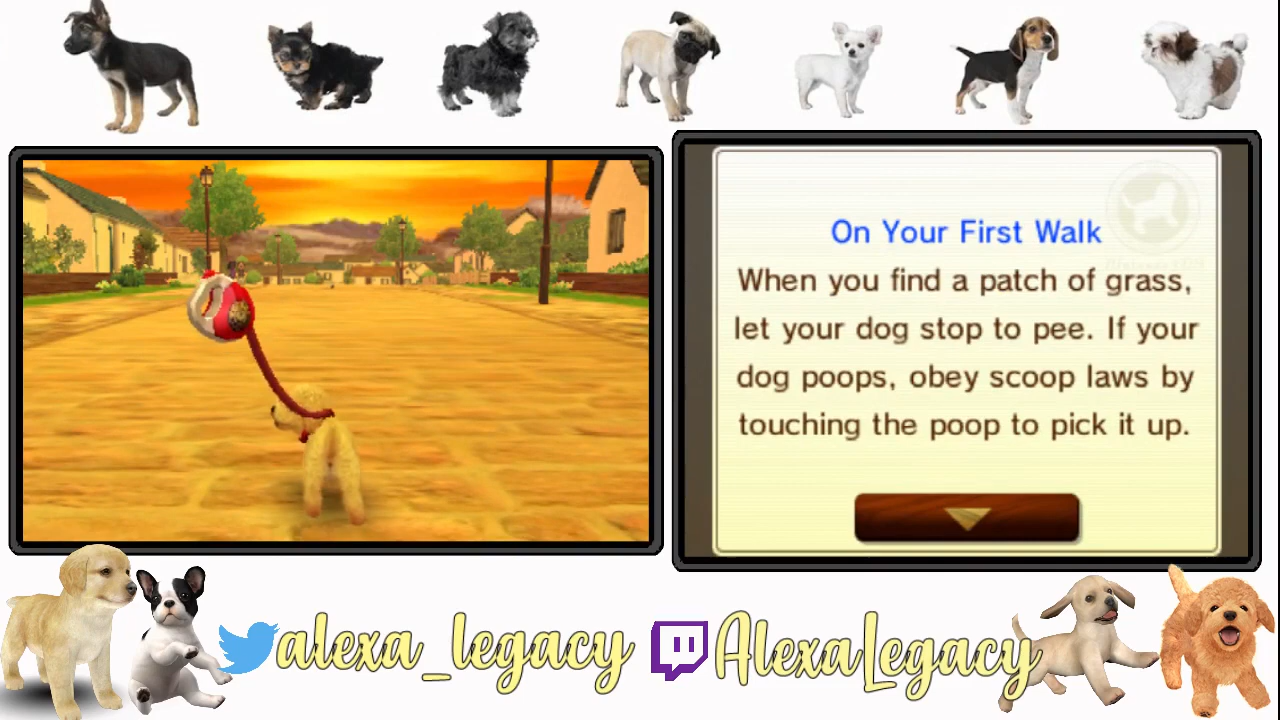 On Your First Walk
When you find a patch of grass,
let your dog stop to pee. If your
dog poops, obey scoop laws by
touching the poop to pick it up.
alexa_legacy
AlexaLegacy